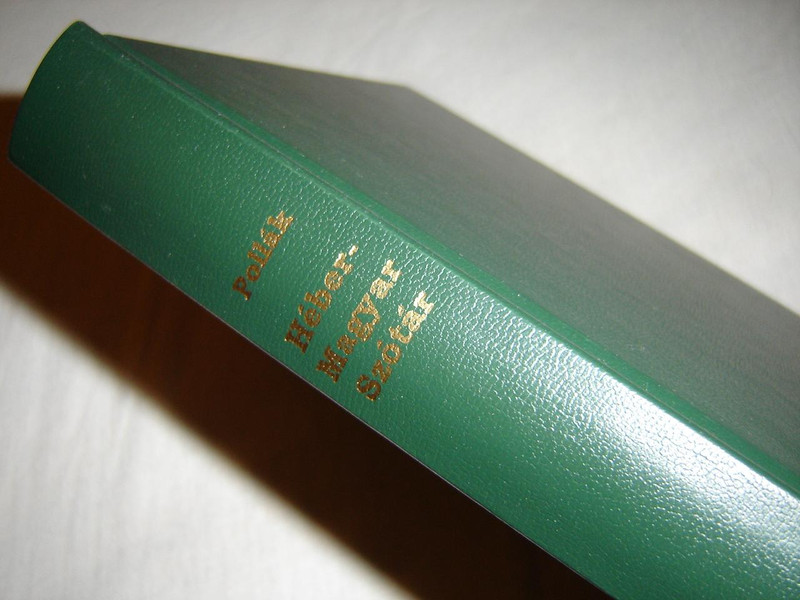 Pollák
Héber-
Magyar
Szótár